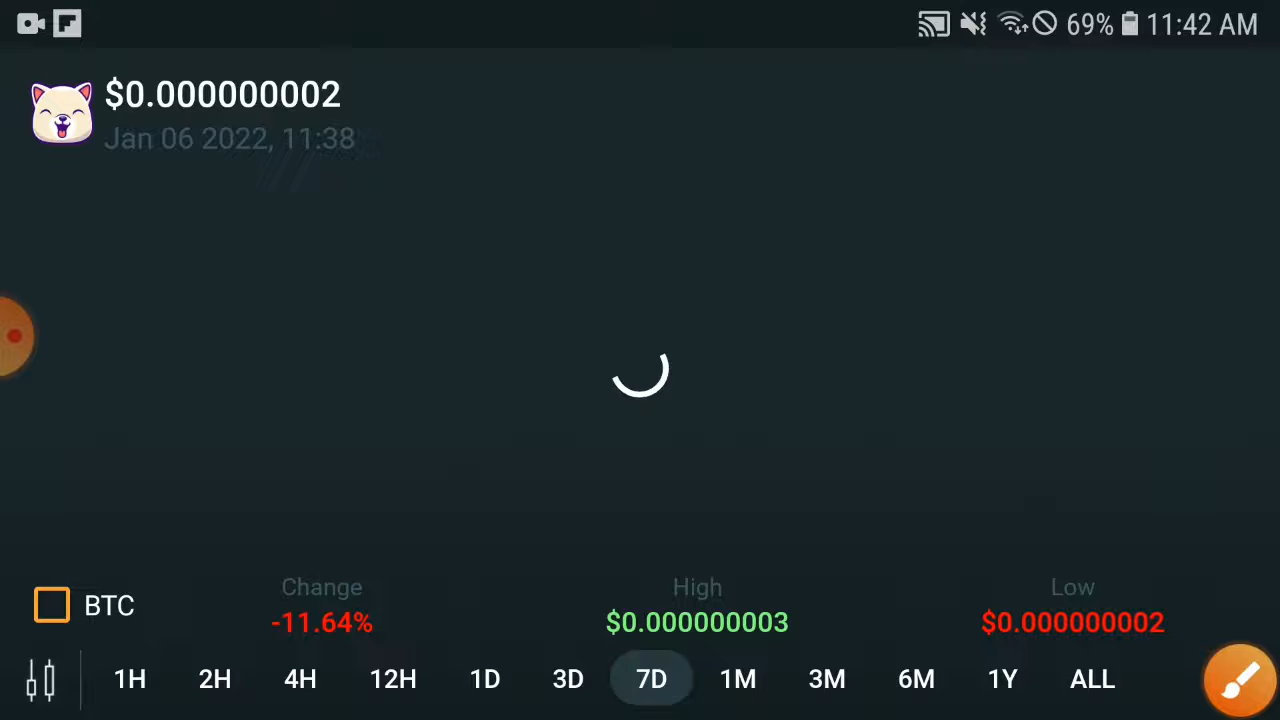 69% 11:42 AM
$0.000000002
Jan 06 2022, 11:38
BTC
Change
-11.64%
High
$0.000000003
Low
$0.000000002
1H 2H 4H 12H 1D 3D 7D 1M 3M 6M 1Y ALL